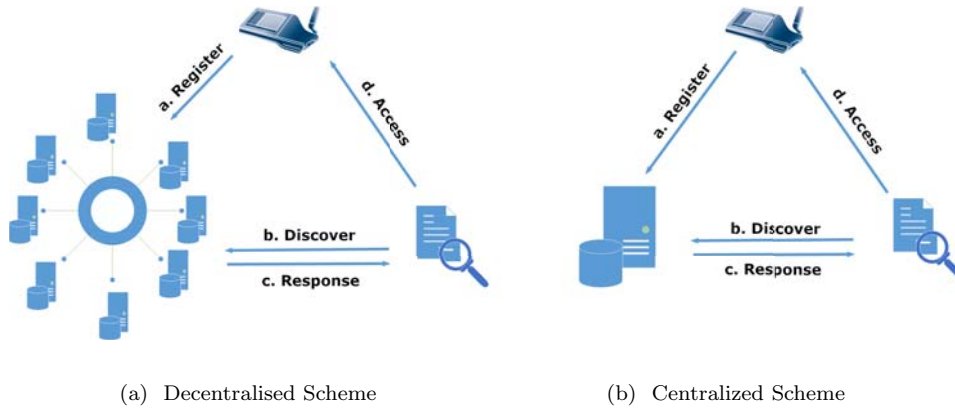 a. Register
d. Access
b. Discover
c. Response
(a) Decentralised Scheme
a. Register
d. Access
b. Discover
c. Response
(b) Centralized Scheme